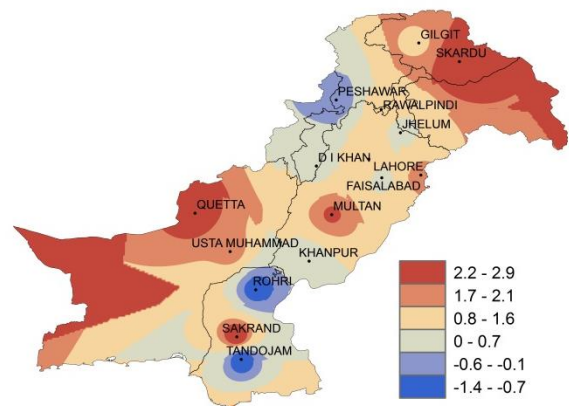 GILGIT
SKARDU
PESHAWAR
RAWALPINDI
JHELUM
D I KHAN
LAHORE
FAISALABAD
QUETTA
MULTAN
USTA MUHAMMAD
KHANPUR
ROHRI
SAKRAND
TANDOJAM
2.2 - 2.9
1.7 - 2.1
0.8 - 1.6
0 - 0.7
-0.6 - -0.1
-1.4 - -0.7